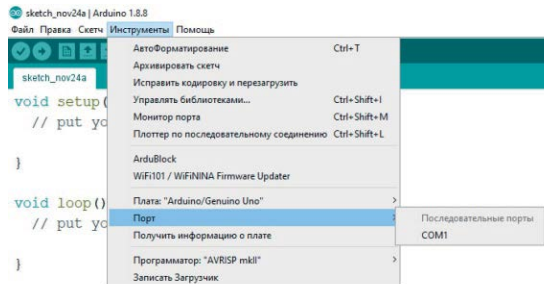 sketch_nov24a | Arduino 1.8.8
Файл Правка Скетч Инструменты Помощь
sketch_nov24a
АвтоФорматирование Ctrl+T
Архивировать скетч
Исправить кодировку и перезагрузить
Управлять библиотеками... Ctrl+Shift+I
Монитор порта Ctrl+Shift+M
Плоттер по последовательному соединению Ctrl+Shift+L
ArduBlock
WiFi101 / WiFiNINA Firmware Updater
Плата: "Arduino/Genuino Uno"
Порт
Получить информацию о плате
Программатор: "AVRISP mkII"
Записать Загрузчик
Последовательные порты
COM1
void setup(
// put yo
}
void loop()
// put yo
}